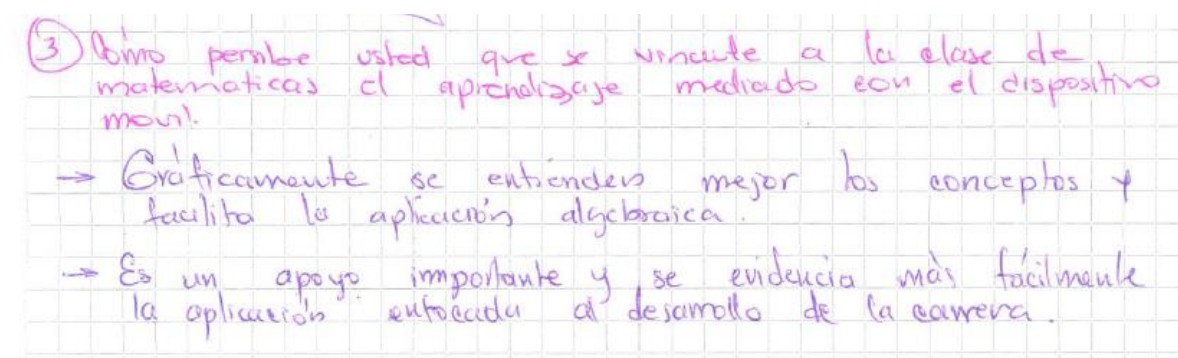 ③ Cómo percibe usted que se vincule a la clase de
matematicas el aprendizaje mediado con el dispositivo
movil.
→ Gráficamente se entienden mejor los conceptos y
facilita la aplicación algebraica.
→ Es un apoyo importante y se evidencia más fácilmente
la aplicación enfocada al desarrollo de la carrera.